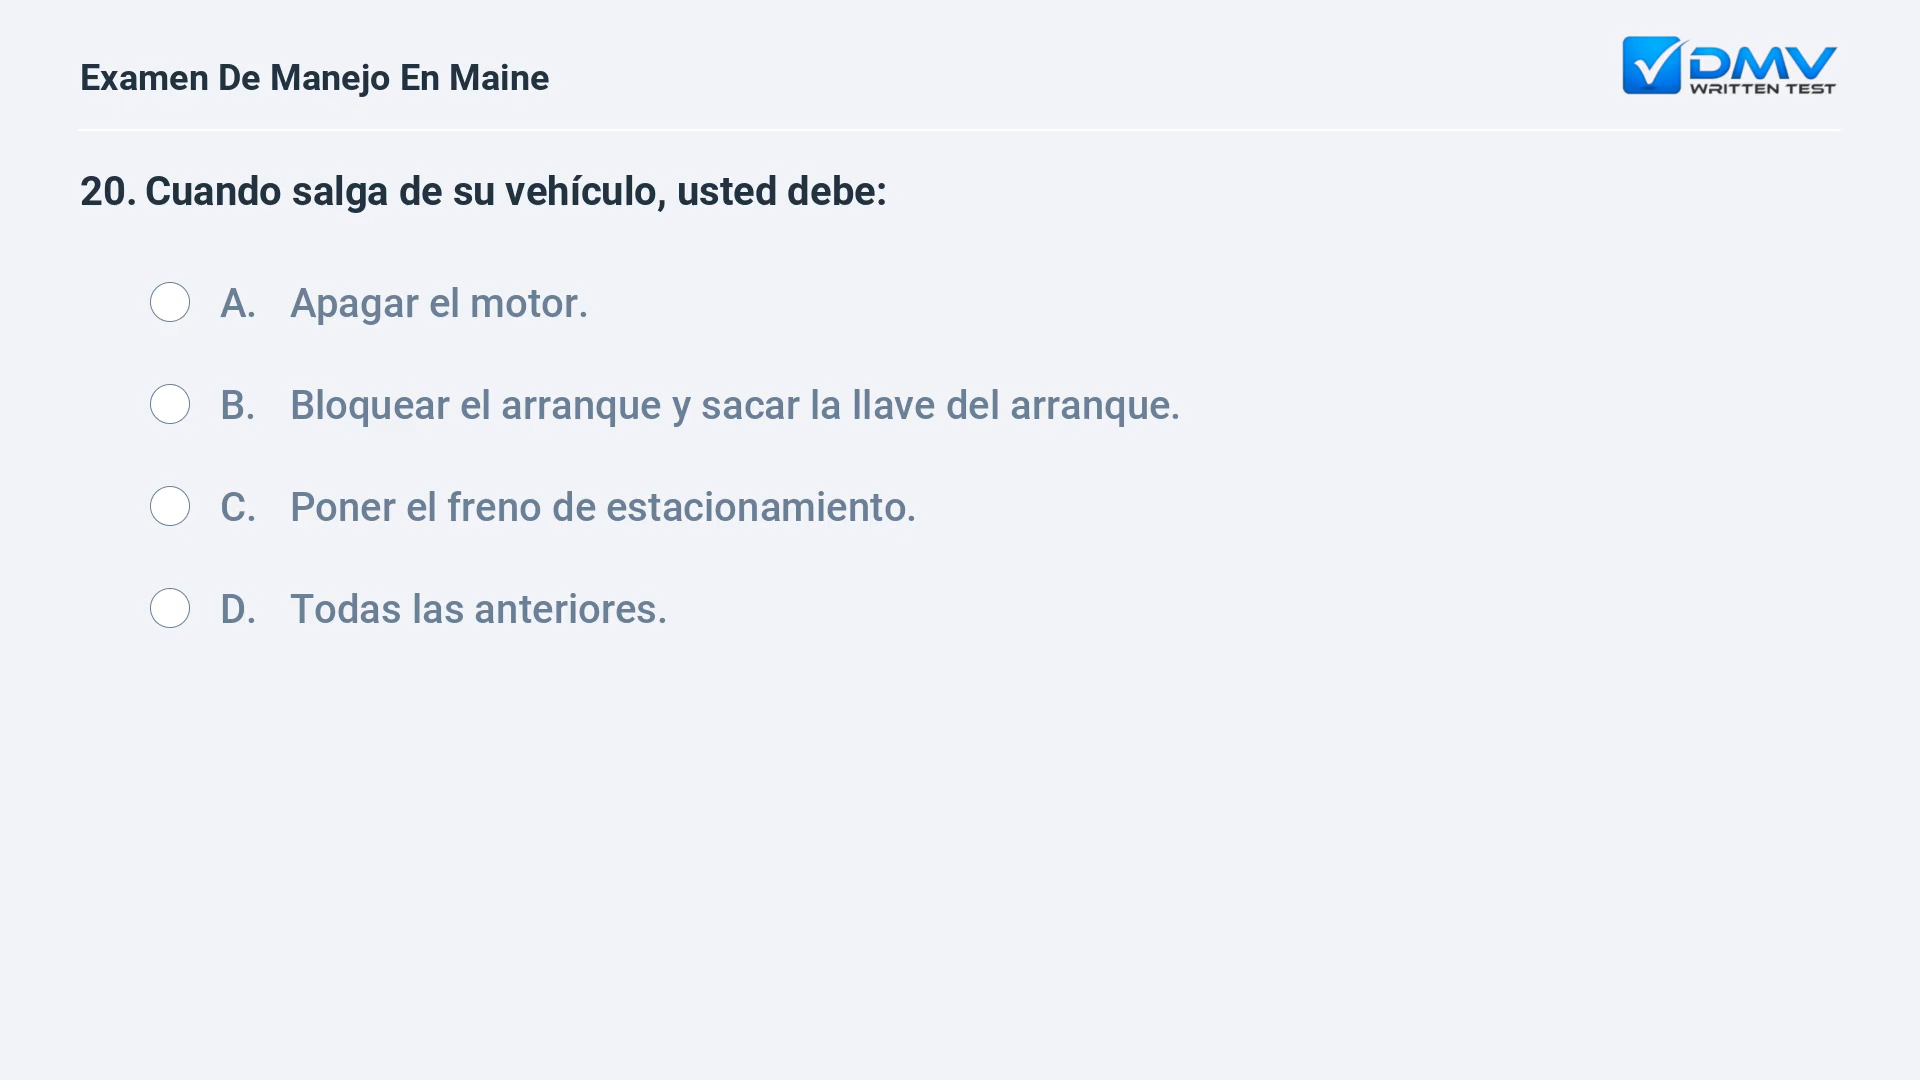 Examen De Manejo En Maine
DMV
WRITTEN TEST
20. Cuando salga de su vehículo, usted debe:
A. Apagar el motor.
B. Bloquear el arranque y sacar la llave del arranque.
C. Poner el freno de estacionamiento.
D. Todas las anteriores.